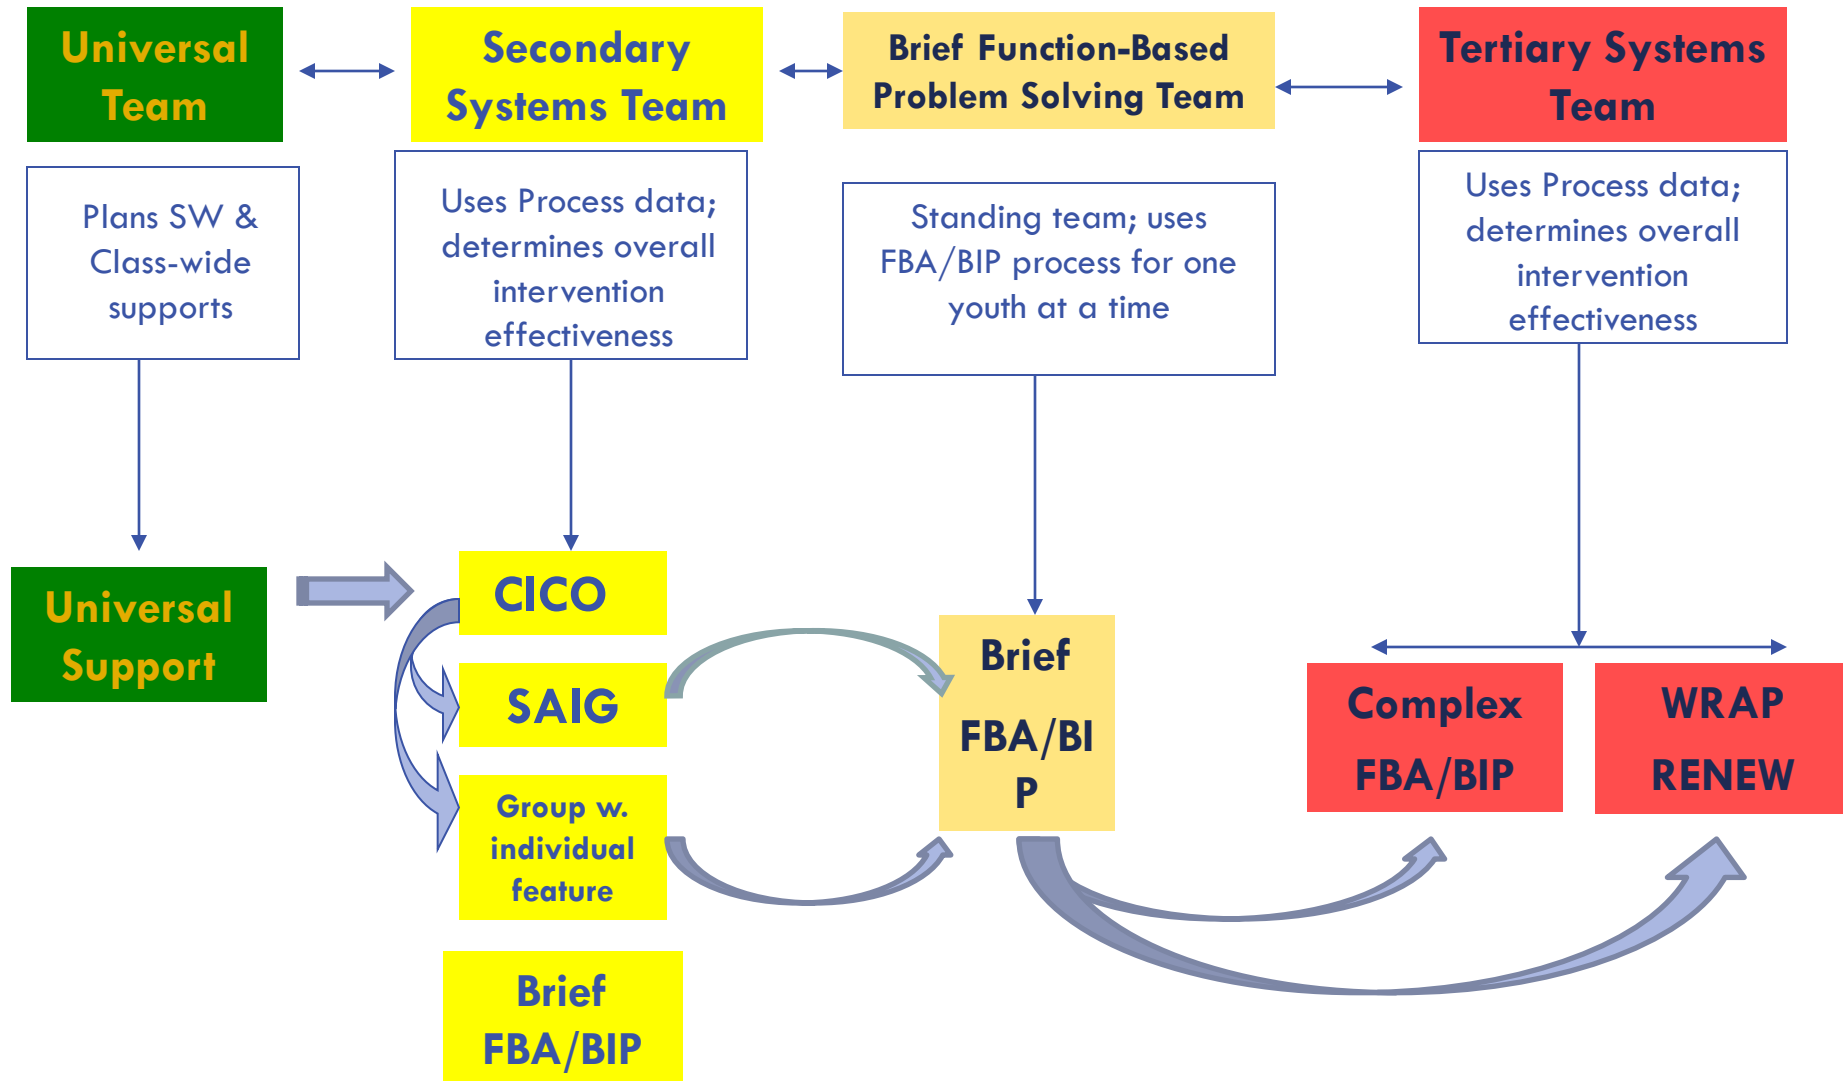 Universal
Team
Secondary
Systems Team
Brief Function-Based
Problem Solving Team
Tertiary Systems
Team
Plans SW &
Class-wide
supports
Uses Process data;
determines overall
intervention
effectiveness
Standing team; uses
FBA/BIP process for one
youth at a time
Uses Process data;
determines overall
intervention
effectiveness
Universal
Support
CICO
SAIG
Group w.
individual
feature
Brief
FBA/BIP
Brief
FBA/BI
P
Complex
FBA/BIP
WRAP
RENEW